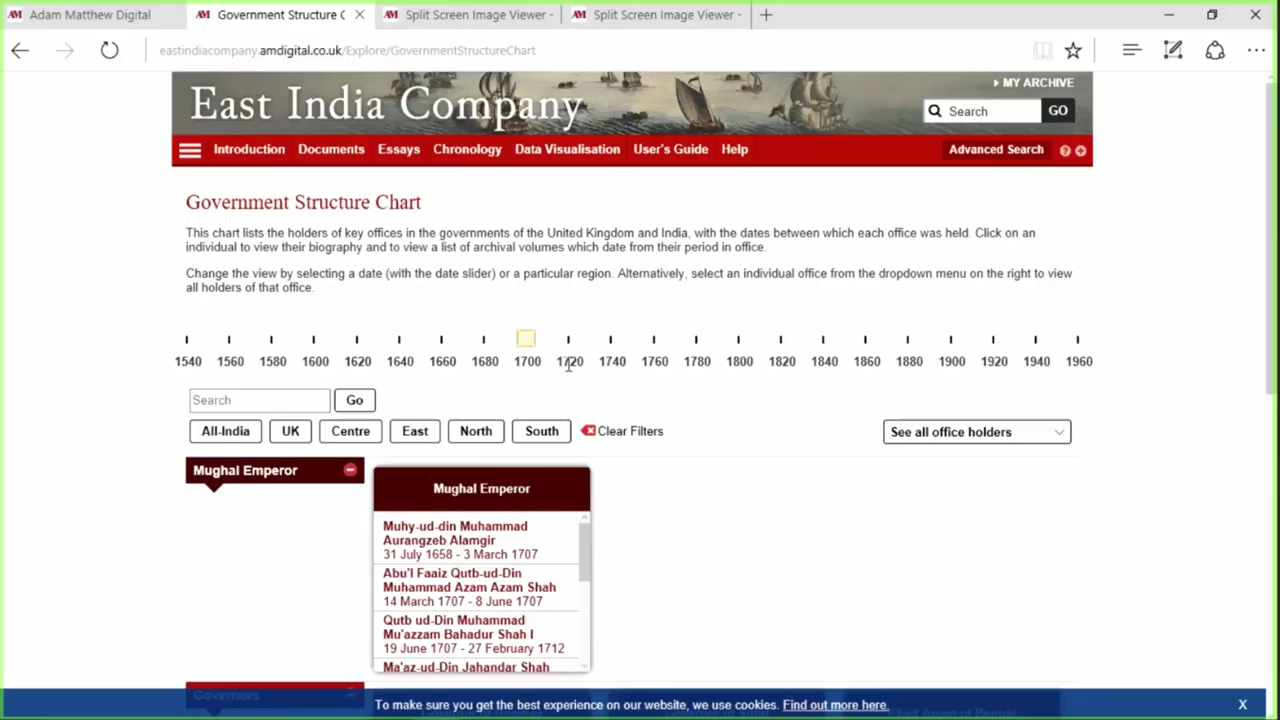 Adam Matthew Digital
Government Structure C
Split Screen Image Viewer -
Split Screen Image Viewer -
eastindiacompany.amdigital.co.uk/Explore/GovernmentStructureChart
East India Company
MY ARCHIVE
Search
GO
Introduction Documents Essays Chronology Data Visualisation User's Guide Help
Advanced Search
Government Structure Chart
This chart lists the holders of key offices in the governments of the United Kingdom and India, with the dates between which each office was held. Click on an
individual to view their biography and to view a list of archival volumes which date from their period in office.
Change the view by selecting a date (with the date slider) or a particular region. Alternatively, select an individual office from the dropdown menu on the right to view
all holders of that office.
1540 1560 1580 1600 1620 1640 1660 1680 1700 1720 1740 1760 1780 1800 1820 1840 1860 1880 1900 1920 1940 1960
Search
Go
All-India UK Centre East North South Clear Filters
See all office holders
Mughal Emperor
Mughal Emperor
Muhy-ud-din Muhammad
Aurangzeb Alamgir
31 July 1658 - 3 March 1707
Abu'l Faaiz Qutb-ud-Din
Muhammad Azam Azam Shah
14 March 1707 - 8 June 1707
Qutb ud-Din Muhammad
Mu'azzam Bahadur Shah I
19 June 1707 - 27 February 1712
Ma'az-ud-Din Jahandar Shah
Governors
To make sure you get the best experience on our website, we use cookies. Find out more here.
X